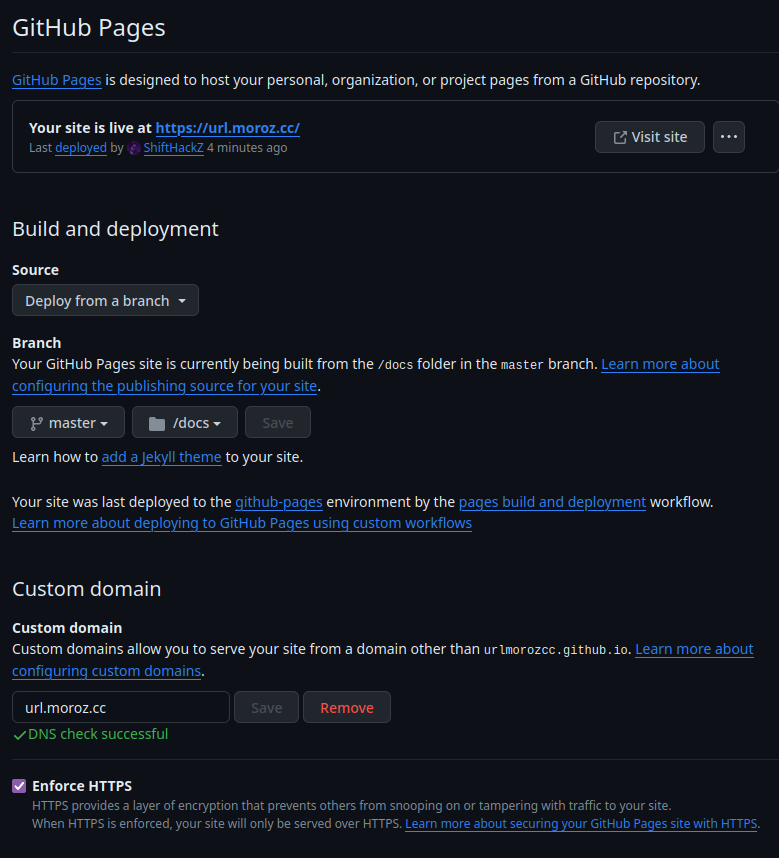 GitHub Pages
GitHub Pages is designed to host your personal, organization, or project pages from a GitHub repository.
Your site is live at https://url.moroz.cc/
Last deployed by ShiftHackZ 4 minutes ago
Visit site
Build and deployment
Source
Deploy from a branch
Branch
Your GitHub Pages site is currently being built from the /docs folder in the master branch. Learn more about
configuring the publishing source for your site.
master
/docs
Save
Learn how to add a Jekyll theme to your site.
Your site was last deployed to the github-pages environment by the pages build and deployment workflow.
Learn more about deploying to GitHub Pages using custom workflows
Custom domain
Custom domain
Custom domains allow you to serve your site from a domain other than urlmorozcc.github.io. Learn more about
configuring custom domains.
url.moroz.cc
Save
Remove
DNS check successful
Enforce HTTPS
HTTPS provides a layer of encryption that prevents others from snooping on or tampering with traffic to your site.
When HTTPS is enforced, your site will only be served over HTTPS. Learn more about securing your GitHub Pages site with HTTPS.